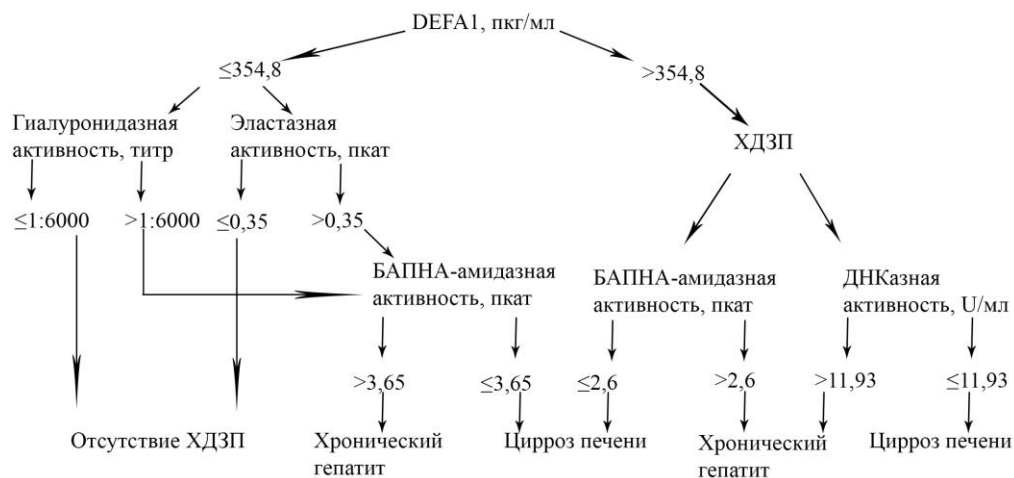 DEFA1, пкг/мл
≤354,8
>354,8
Гиалуронидазная
активность, титр
Эластазная
активность, пкат
ХДЗП
≤1:6000
>1:6000
≤0,35
>0,35
БАПНА-амидазная
активность, пкат
БАПНА-амидазная
активность, пкат
ДНКазная
активность, U/мл
>3,65
≤3,65
≤2,6
>2,6
>11,93
≤11,93
Отсутствие ХДЗП
Хронический
гепатит
Цирроз печени
Хронический
гепатит
Цирроз печени